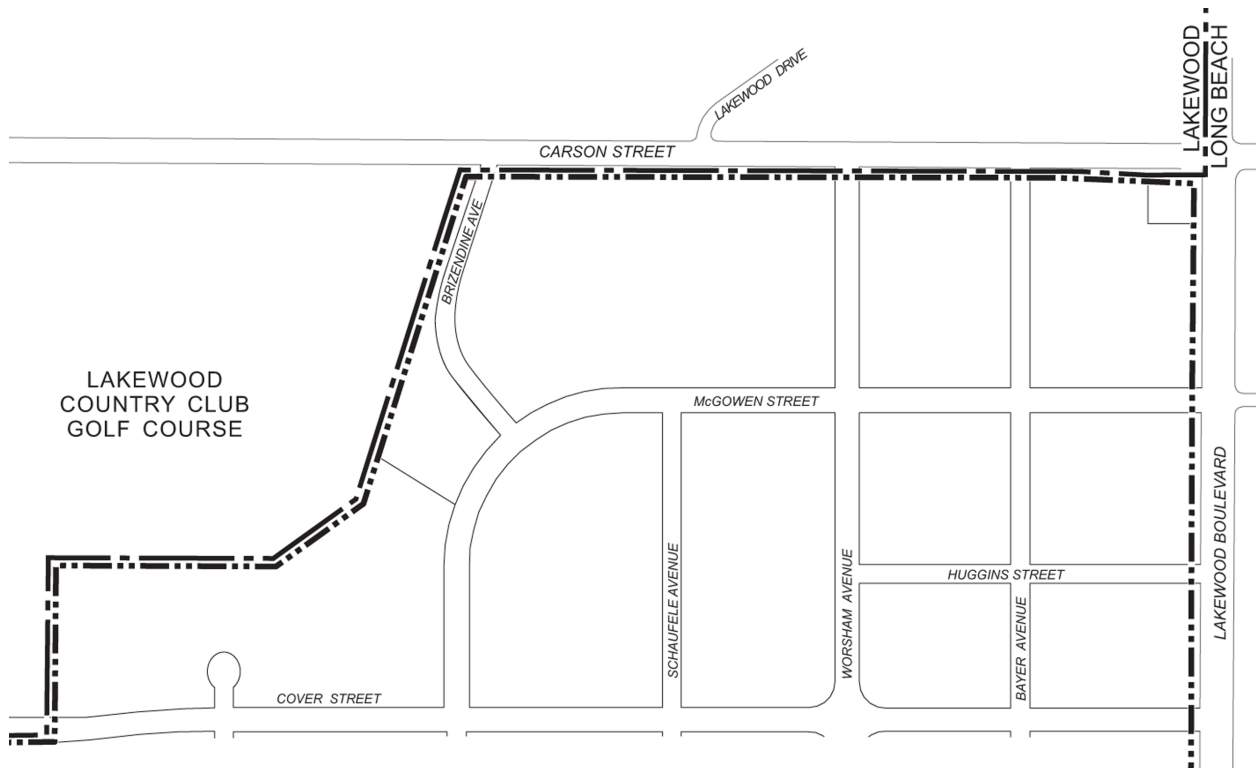 LAKEWOOD
LONG BEACH
LAKEWOOD DRIVE
CARSON STREET
BRIZENDINE AVE
LAKEWOOD
COUNTRY CLUB
GOLF COURSE
McGOWEN STREET
LAKEWOOD BOULEVARD
SCHAUFELE AVENUE
WORSHAM AVENUE
HUGGINS STREET
BAYER AVENUE
COVER STREET